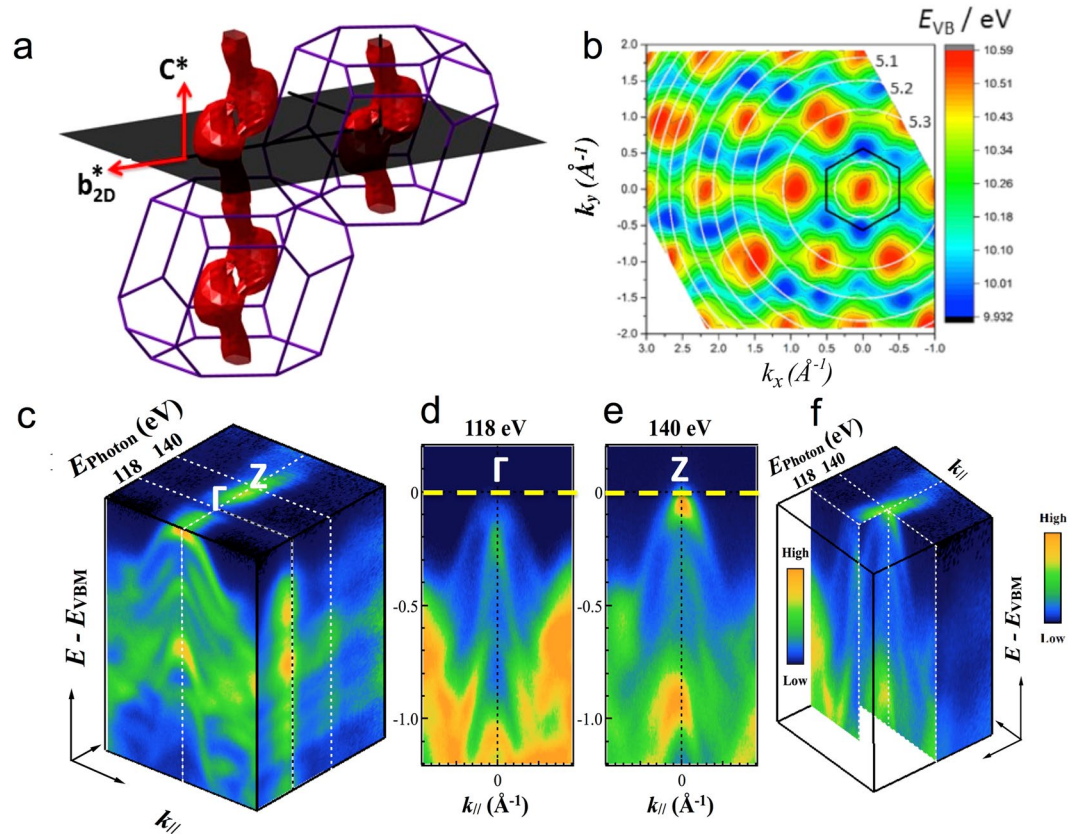 a
C*
b*2D
b
EVB / eV
2.0
1.5
1.0
0.5
0.0
-0.5
-1.0
-1.5
-2.0
ky (Å-1)
5.1
5.2
5.3
3.0 2.5 2.0 1.5 1.0 0.5 0.0 -0.5 -1.0
kx (Å-1)
10.59
10.51
10.43
10.35
10.26
10.18
10.10
10.01
9.932
c
EPhoton (eV)
118 140
Γ
Z
E - EVBM
k//
d
118 eV
Γ
0
-0.5
-1.0
0
k// (Å-1)
e
140 eV
Z
0
-0.5
-1.0
0
k// (Å-1)
f
EPhoton (eV)
118 140
k//
High
Low
High
Low
E - EVBM